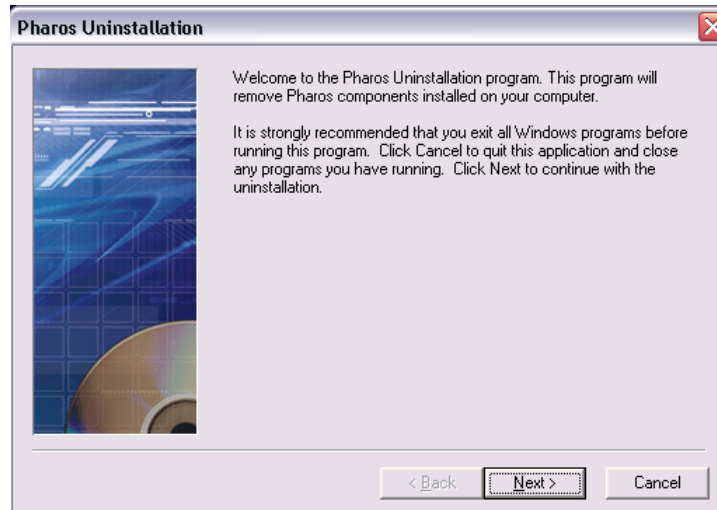 Pharos Uninstallation
Welcome to the Pharos Uninstallation program. This program will
remove Pharos components installed on your computer.
It is strongly recommended that you exit all Windows programs before
running this program. Click Cancel to quit this application and close
any programs you have running. Click Next to continue with the
uninstallation.
< Back
Next >
Cancel